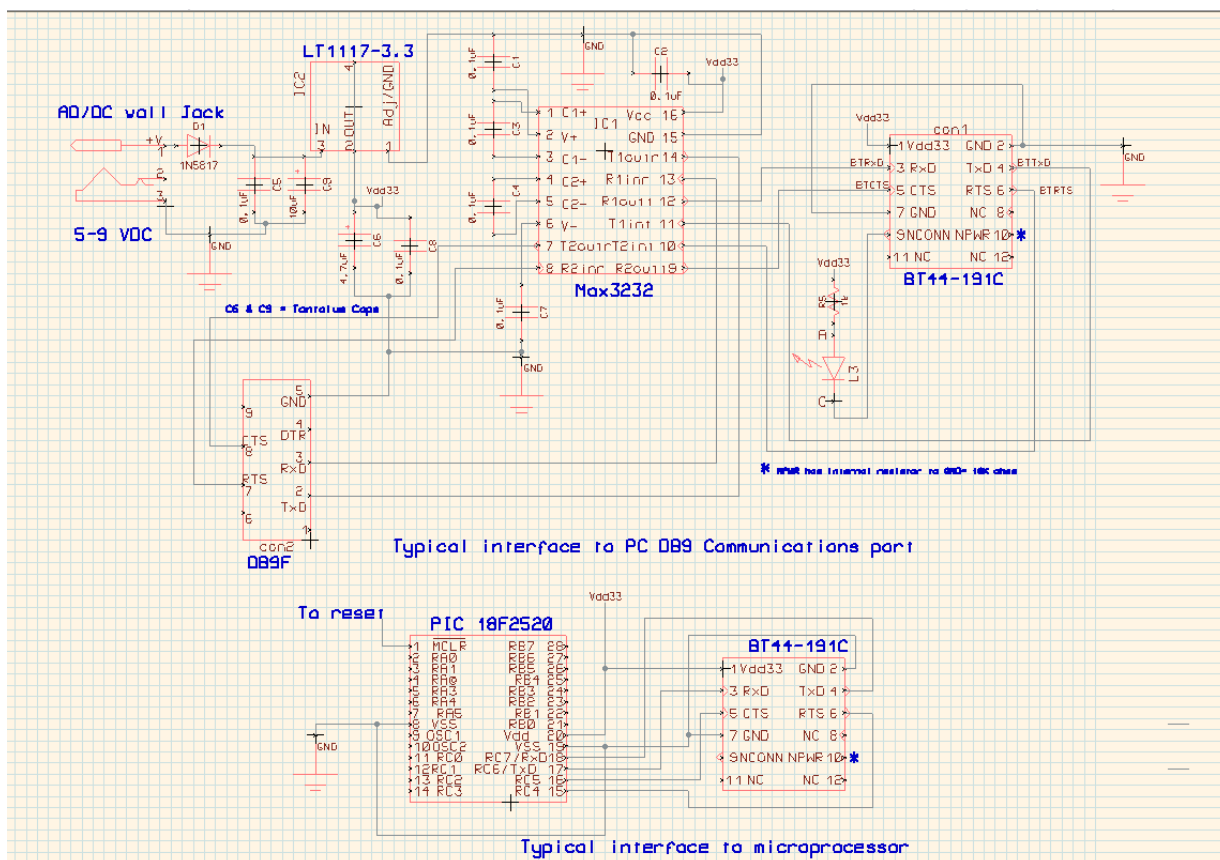 LT1117-3.3
IC2
4
IN
3
2 OUT
Adj/GND
1
AD/DC wall Jack
+V
1
2
3
D1
1N5817
5-9 VDC
GND
C5
0.1uF
C9
+
10uF
Vdd33
C6
+
4.7uF
C8
0.1uF
C6 & C9 = Tantalum Caps
C1
0.1uF
C3
0.1uF
C4
0.1uF
GND
C2
0.1uF
Vdd33
IC1
1 C1+ Vcc 16
2 V+ GND 15
3 C1- T1outr 14
4 C2+ R1inr 13
5 C2- R1out1 12
6 V- T1int 11
7 T2outr T2int 10
8 R2inr R2out 9
Max3232
C7
0.1uF
GND
Vdd33
con1
1 Vdd33 GND 2
3 RxD TxD 4
5 CTS RTS 6
7 GND NC 8
9 NCONN NPWR 10 *
11 NC NC 12
BT44-191C
BTRxD
BTCTS
BTTxD
BTRTS
GND
Vdd33
R5
1k
A
L3
C
* NPWR has internal resistor to GND= 10K ohms
5
GND
9
4
DTR
CTS
8
3
RxD
RTS
7
2
TxD
6
1
con2
DB9F
Typical interface to PC DB9 Communications port
To reset
PIC 18F2520
Vdd33
1 MCLR RB7 28
2 RA0 RB6 27
3 RA1 RB5 26
4 RA0 RB4 25
5 RA3 RB3 24
6 RA4 RB2 23
7 RA5 RB1 22
8 VSS RB0 21
9 OSC1 Vdd 20
10 OSC2 VSS 19
11 RC0 RC7/RxD 18
12 RC1 RC6/TxD 17
13 RC2 RC5 16
14 RC3 RC4 15
GND
BT44-191C
1 Vdd33 GND 2
3 RxD TxD 4
5 CTS RTS 6
7 GND NC 8
9 NCONN NPWR 10 *
11 NC NC 12
Typical interface to microprocessor